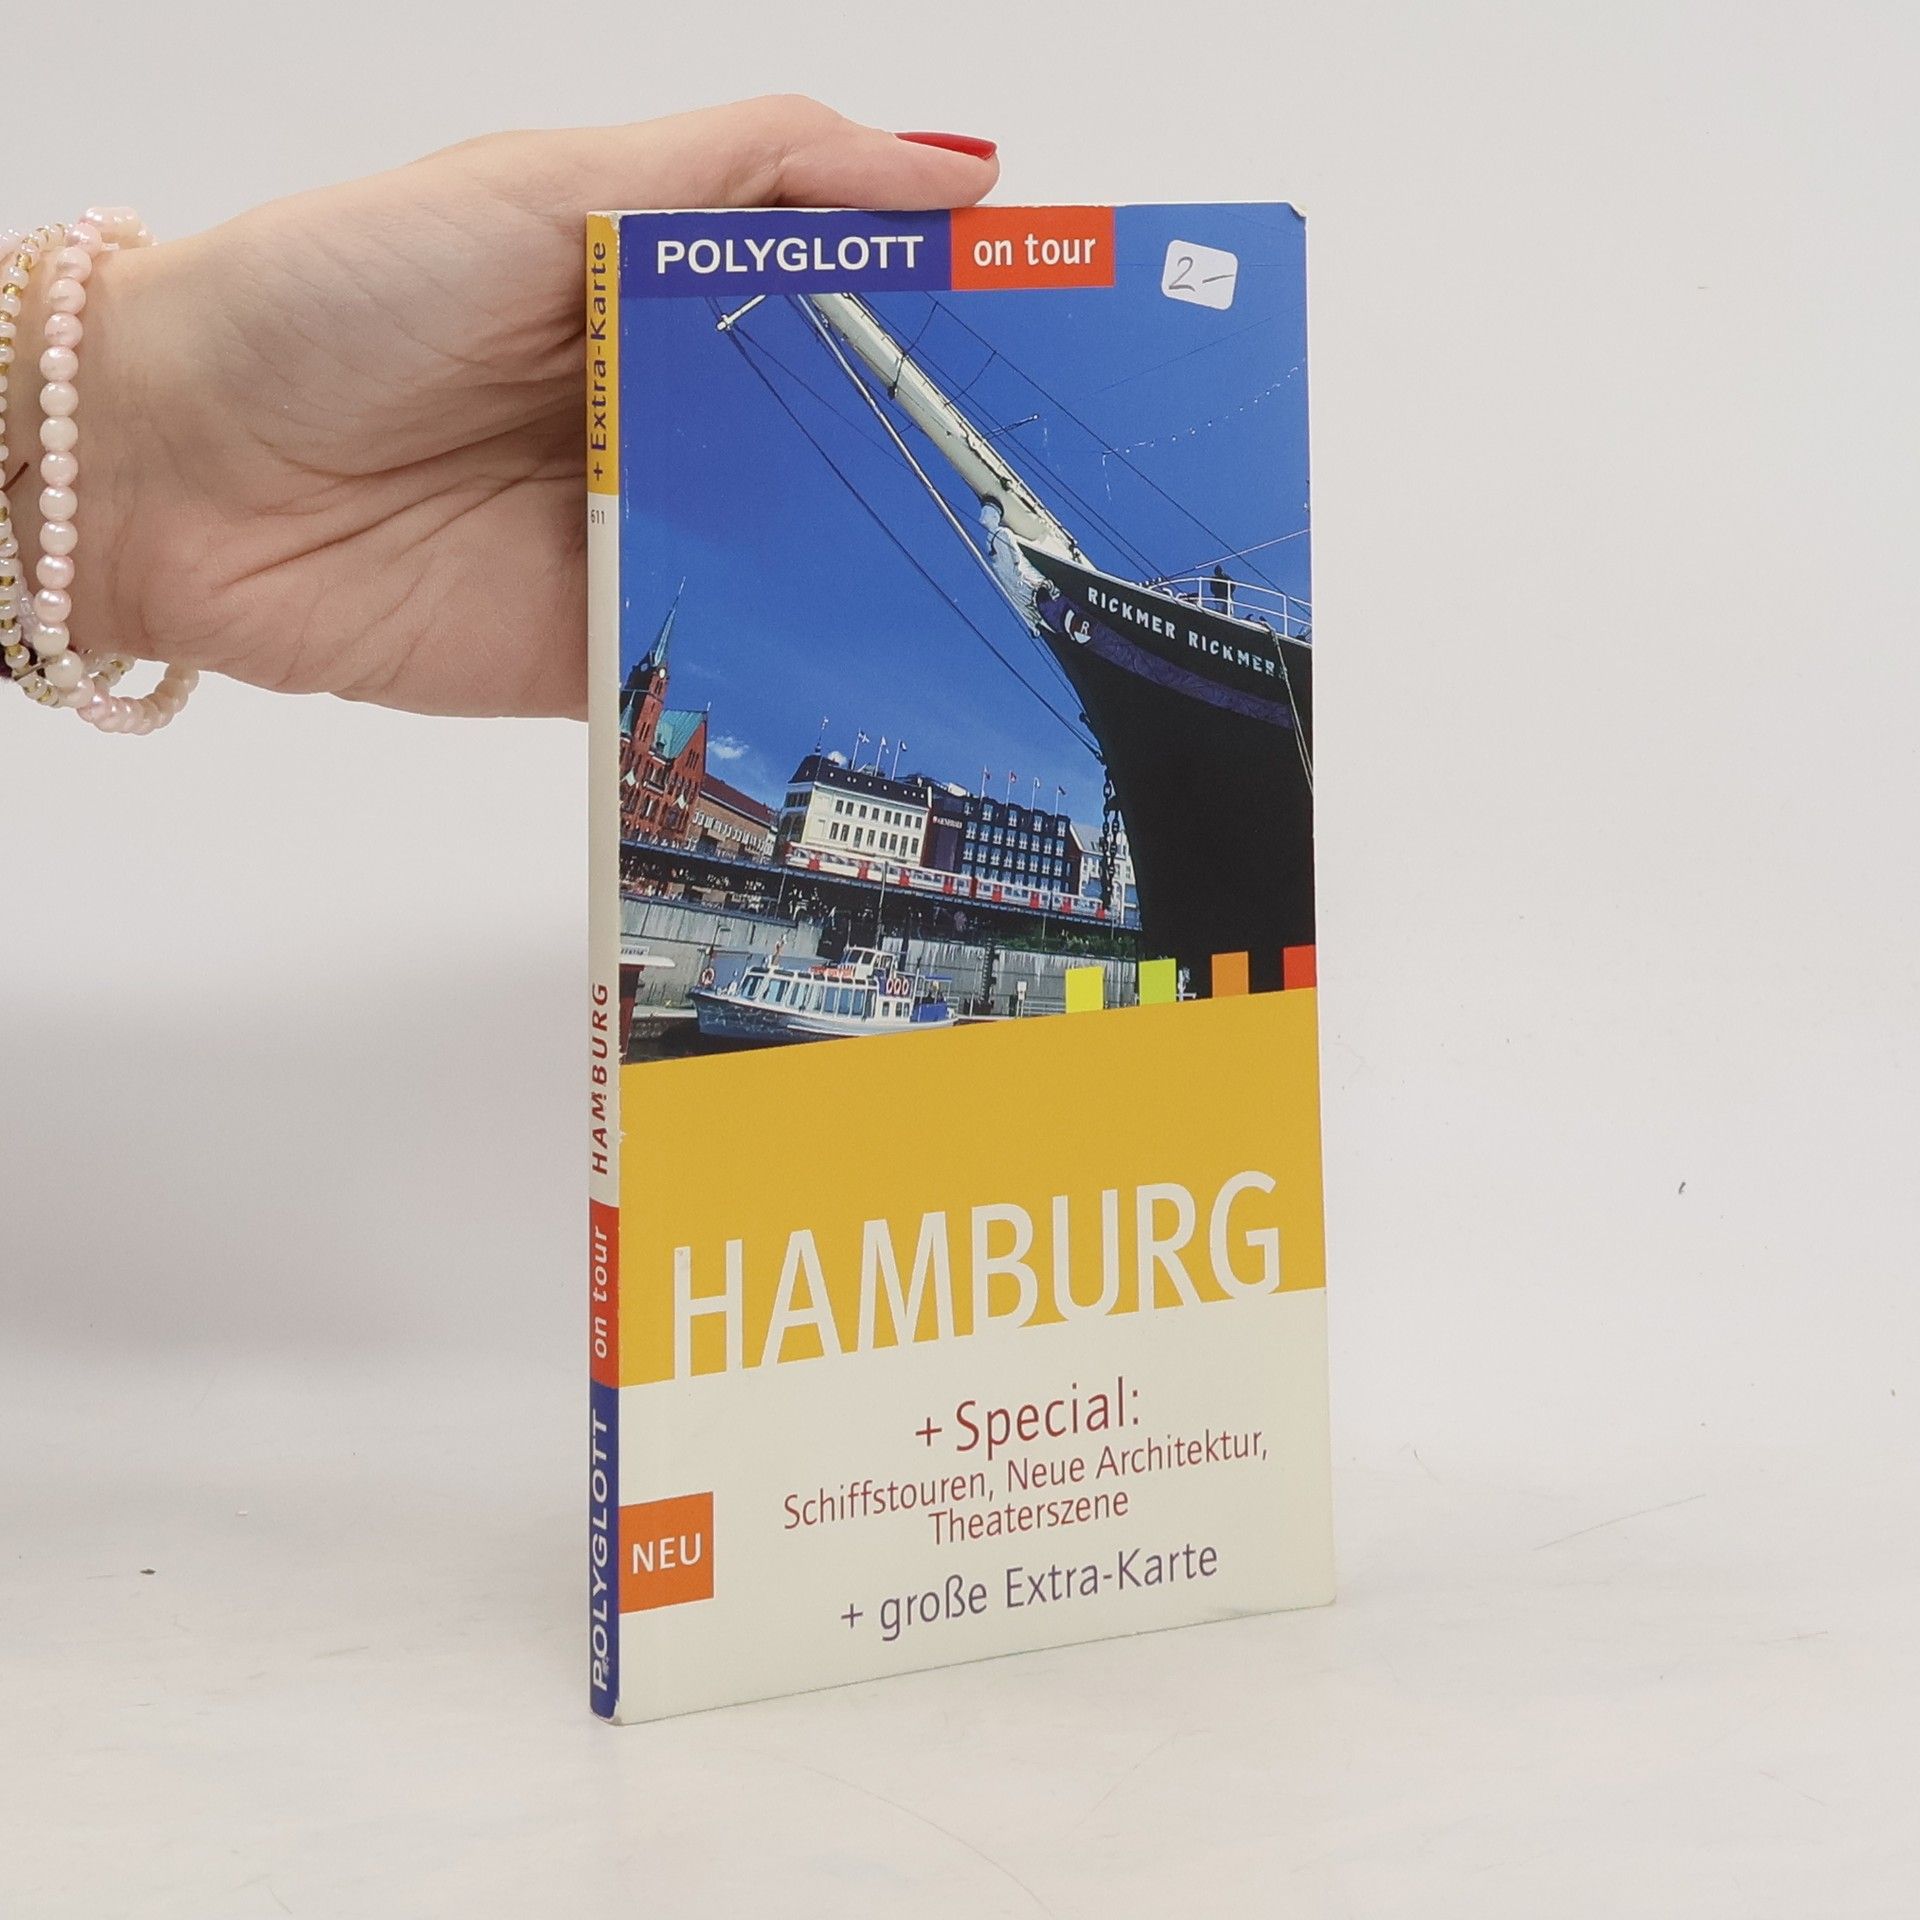 POLYGLOTT on tour
2-
RICKMER RICKMERS
HAMBURG
+ Special:
Schiffstouren, Neue Architektur,
Theaterszene
NEU
+ große Extra-Karte
POLYGLOTT on tour HAMBURG 611 + Extra-Karte